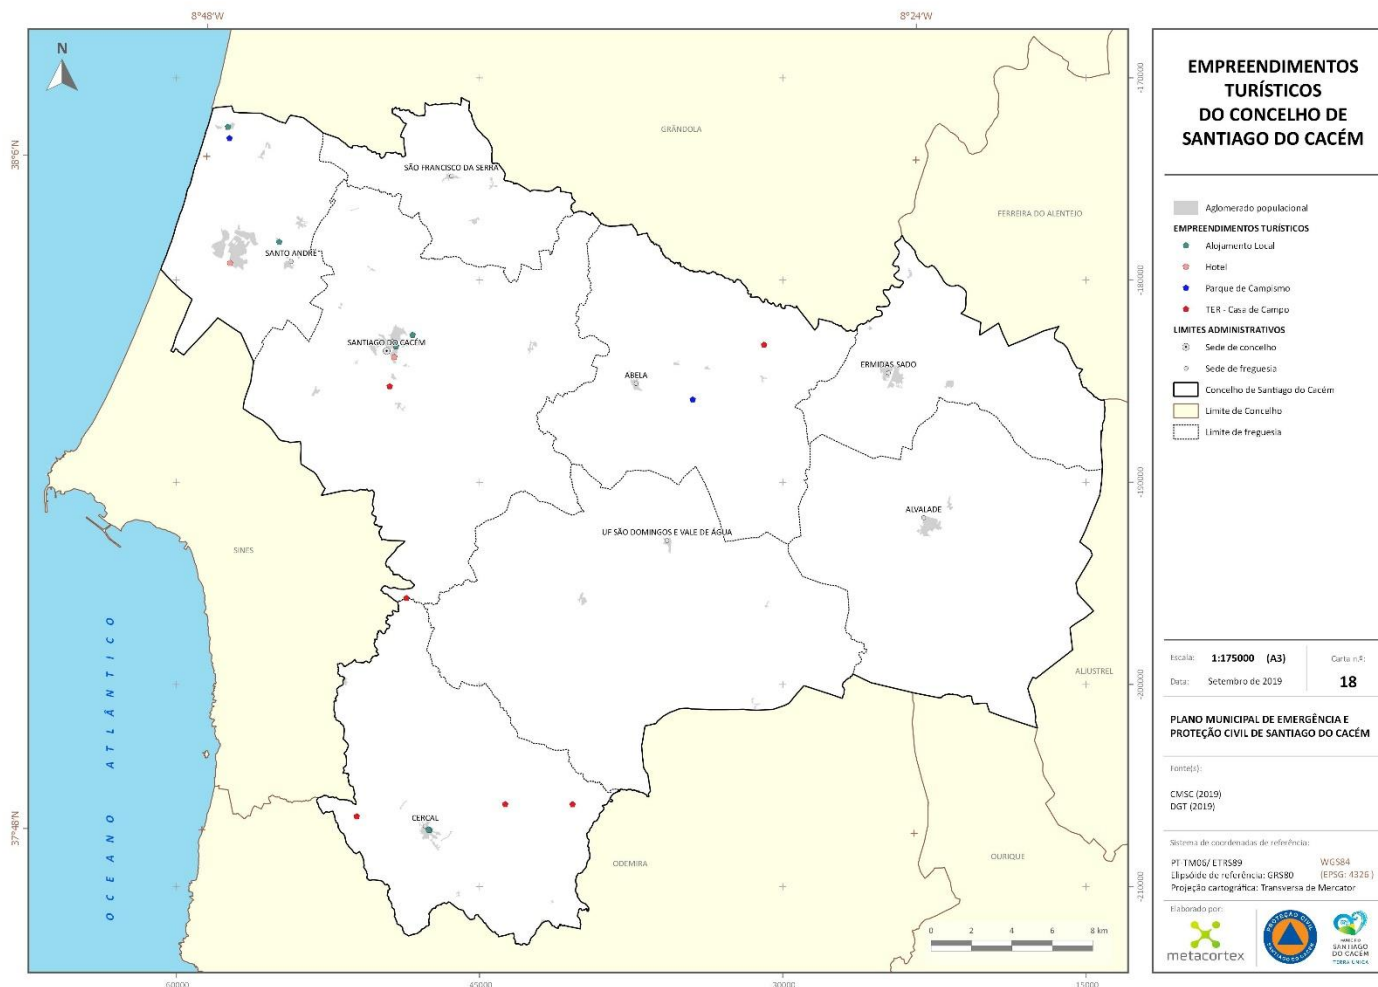 8°48'W
8°24'W
N
-170000
38°6'N
GRÂNDOLA
SÃO FRANCISCO DA SERRA
FERREIRA DO ALENTEJO
SANTO ANDRÉ
-180000
SANTIAGO DO CACÉM
ABELA
ERMIDAS SADO
-190000
ALVALADE
UF SÃO DOMINGOS E VALE DE ÁGUA
SINES
OCEANO ATLÂNTICO
ALJUSTREL
-200000
37°48'N
CERCAL
ODEMIRA
OURIQUE
-210000
0 2 4 6 8 km
-60000
-45000
-30000
-15000
EMPREENDIMENTOS
TURÍSTICOS
DO CONCELHO DE
SANTIAGO DO CACÉM
Aglomerado populacional
EMPREENDIMENTOS TURÍSTICOS
Alojamento Local
Hotel
Parque de Campismo
TER - Casa de Campo
LIMITES ADMINISTRATIVOS
Sede de concelho
Sede de freguesia
Concelho de Santiago do Cacém
Limite de Concelho
Limite de freguesia
Escala: 1:175000 (A3)
Carta n.º:
Data: Setembro de 2019
18
PLANO MUNICIPAL DE EMERGÊNCIA E
PROTEÇÃO CIVIL DE SANTIAGO DO CACÉM
Fonte(s):
CMSC (2019)
DGT (2019)
Sistema de coordenadas de referência:
PT-TM06/ ETRS89 WGS84
Elipsóide de referência: GRS80 (EPSG: 4326 )
Projeção cartográfica: Transversa de Mercator
Elaborado por:
metacortex
PROTEÇÃO CIVIL
SANTIAGO DO CACÉM
SANTIAGO
DO CACÉM
TERRA ÚNICA